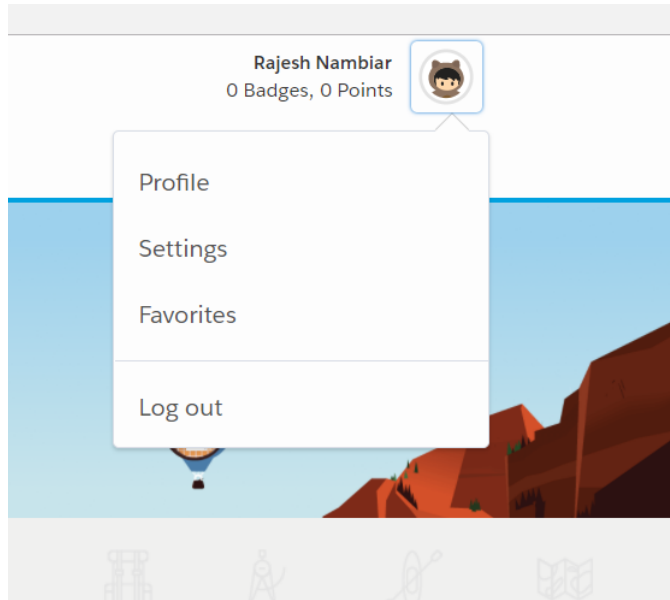 Rajesh Nambiar
0 Badges, 0 Points
Profile
Settings
Favorites
Log out